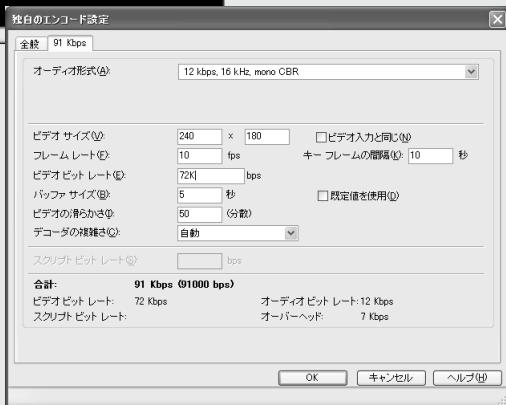 独自のエンコード設定
全般 91 Kbps
オーディオ形式(A): 12 kbps, 16 kHz, mono CBR
ビデオ サイズ(V): 240 × 180 ビデオ入力と同じ(N)
フレーム レート(F): 10 fps キー フレームの間隔(K): 10 秒
ビデオ ビット レート(E): 72K bps
バッファ サイズ(B): 5 秒 既定値を使用(D)
ビデオの滑らかさ(I): 50 (分散)
デコーダの複雑さ(C): 自動
スクリプト ビット レート(S): bps
合計: 91 Kbps (91000 bps)
ビデオ ビット レート: 72 Kbps オーディオ ビット レート: 12 Kbps
スクリプト ビット レート: オーバーヘッド: 7 Kbps
OK キャンセル ヘルプ(H)